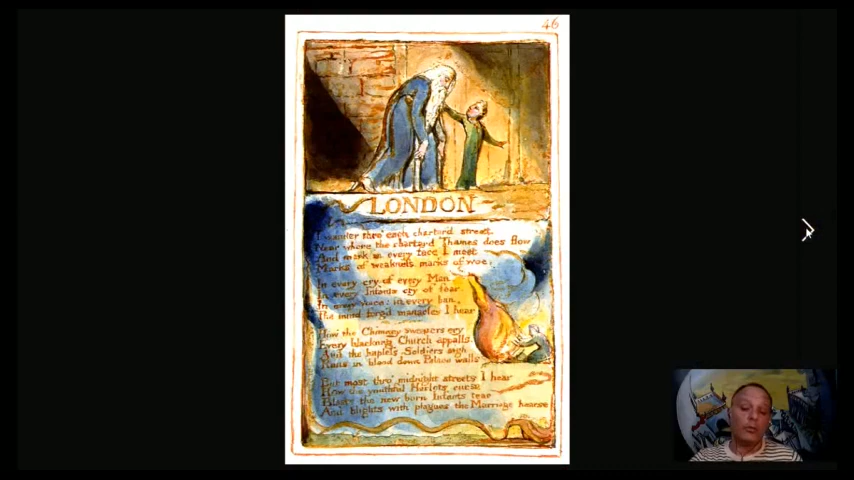 46
LONDON
I wander thro' each charter'd street,
Near where the charter'd Thames does flow
And mark in every face I meet
Marks of weakness, marks of woe.
In every cry of every Man
In every Infants cry of fear
In every voice: in every ban,
The mind forg'd manacles I hear
How the Chimney sweepers cry
Every blackning Church appalls
And the hapless Soldiers sigh
Runs in blood down Palace walls
But most thro' midnight streets I hear
How the youthful Harlots curse
Blasts the new born Infants tear
And blights with plagues the Marriage hearse